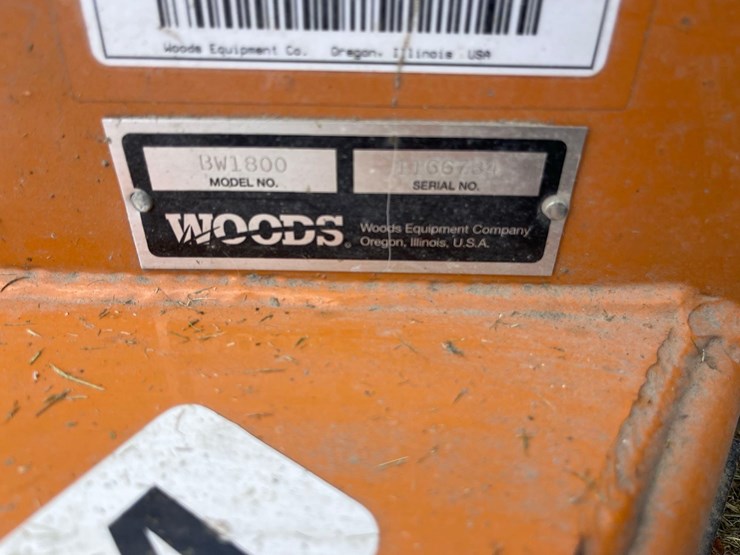 Woods Equipment Co. Oregon, Illinois USA
BW1800
MODEL NO.
SERIAL NO.
WOODS®
Woods Equipment Company
Oregon, Illinois, U.S.A.